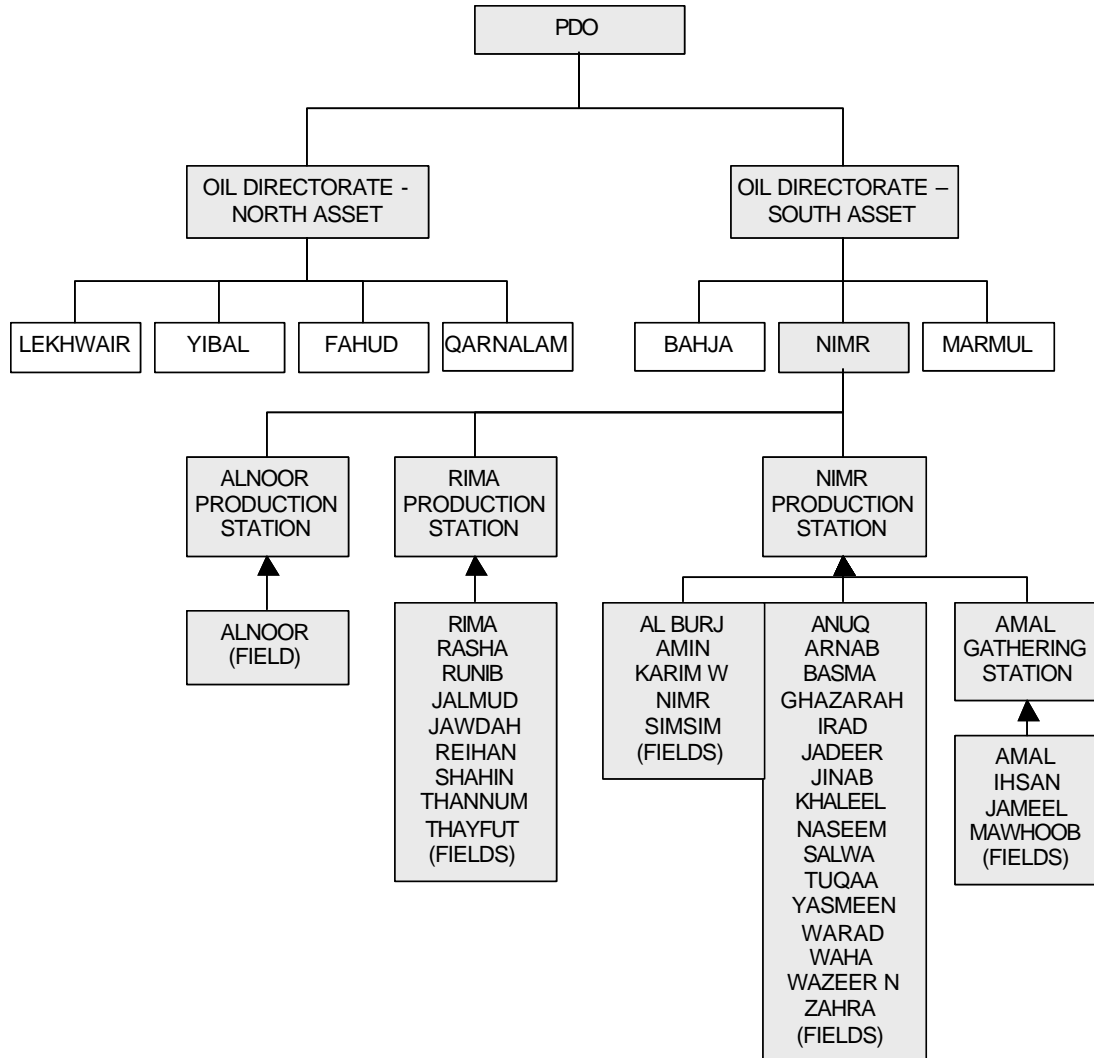 PDO
OIL DIRECTORATE -
NORTH ASSET
OIL DIRECTORATE –
SOUTH ASSET
LEKHWAIR
YIBAL
FAHUD
QARNALAM
BAHJA
NIMR
MARMUL
ALNOOR
PRODUCTION
STATION
RIMA
PRODUCTION
STATION
NIMR
PRODUCTION
STATION
ALNOOR
(FIELD)
RIMA
RASHA
RUNIB
JALMUD
JAWDAH
REIHAN
SHAHIN
THANNUM
THAYFUT
(FIELDS)
AL BURJ
AMIN
KARIM W
NIMR
SIMSIM
(FIELDS)
ANUQ
ARNAB
BASMA
GHAZARAH
IRAD
JADEER
JINAB
KHALEEL
NASEEM
SALWA
TUQAA
YASMEEN
WARAD
WAHA
WAZEER N
ZAHRA
(FIELDS)
AMAL
GATHERING
STATION
AMAL
IHSAN
JAMEEL
MAWHOOB
(FIELDS)